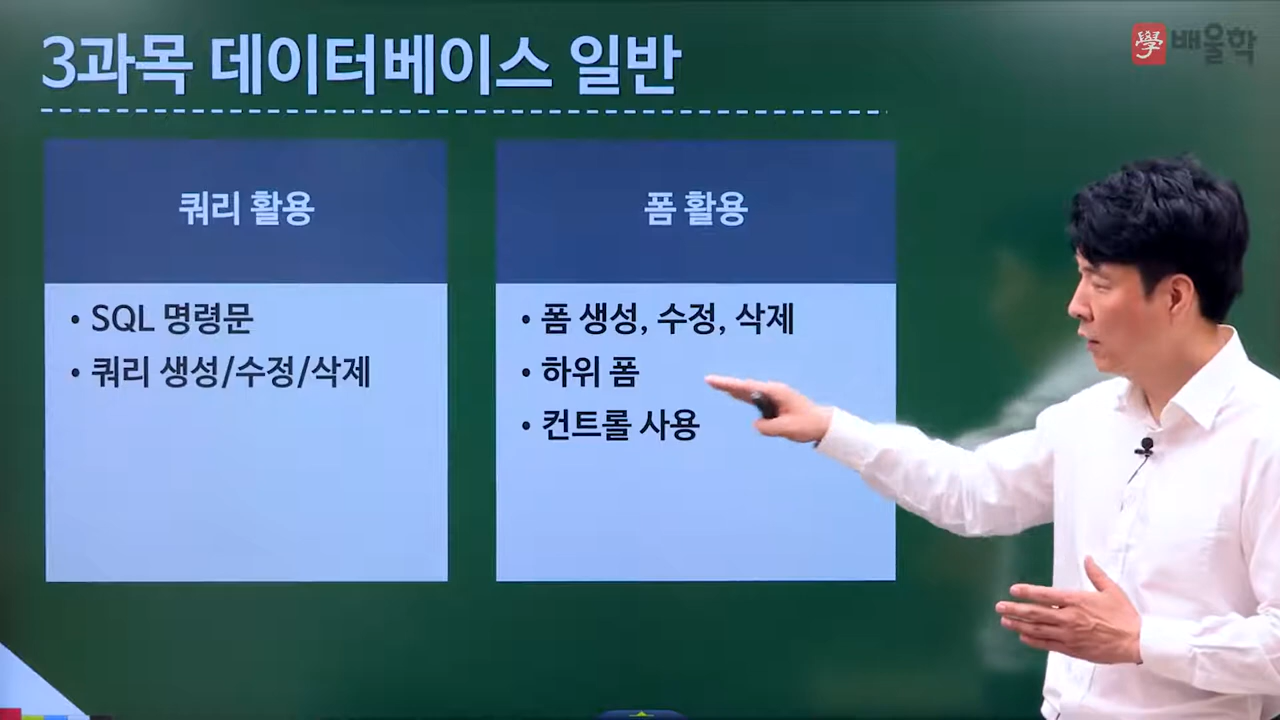 3과목 데이터베이스 일반
學 배울학
쿼리 활용
• SQL 명령문
• 쿼리 생성/수정/삭제
폼 활용
• 폼 생성, 수정, 삭제
• 하위 폼
• 컨트롤 사용